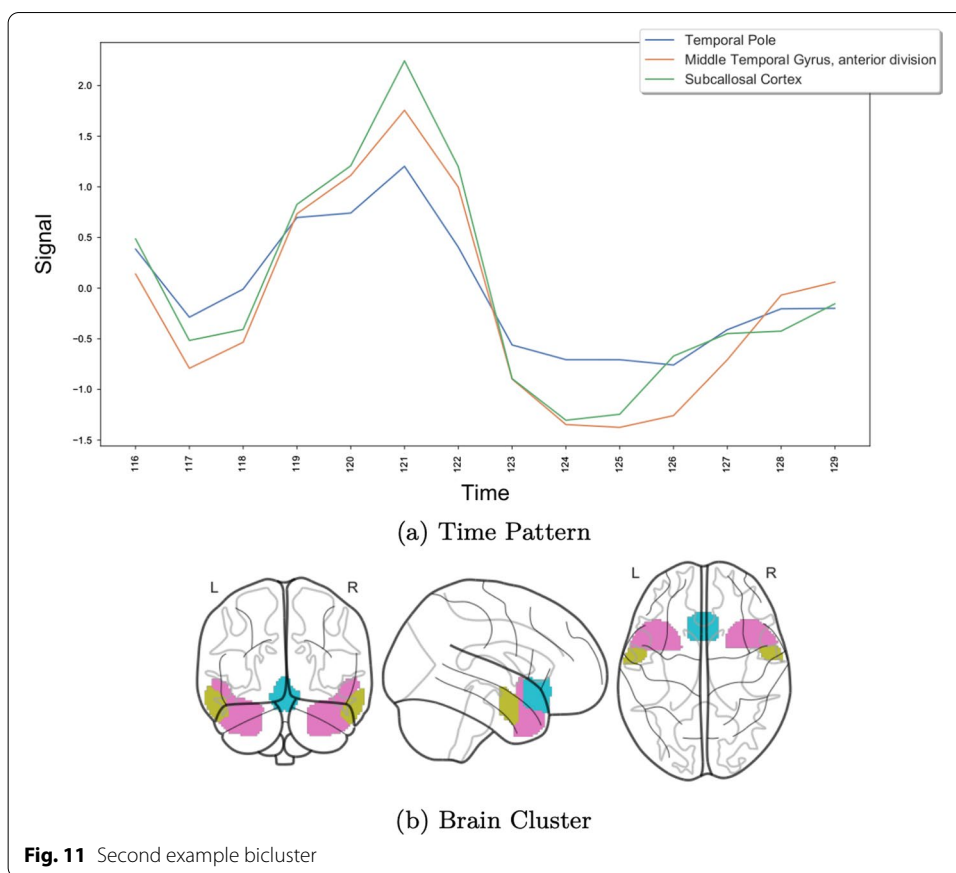 Temporal Pole
Middle Temporal Gyrus, anterior division
Subcallosal Cortex
Signal
2.0
1.5
1.0
0.5
0.0
−0.5
−1.0
−1.5
116 117 118 119 120 121 122 123 124 125 126 127 128 129
Time
(a) Time Pattern
L R L R
(b) Brain Cluster
Fig. 11 Second example bicluster